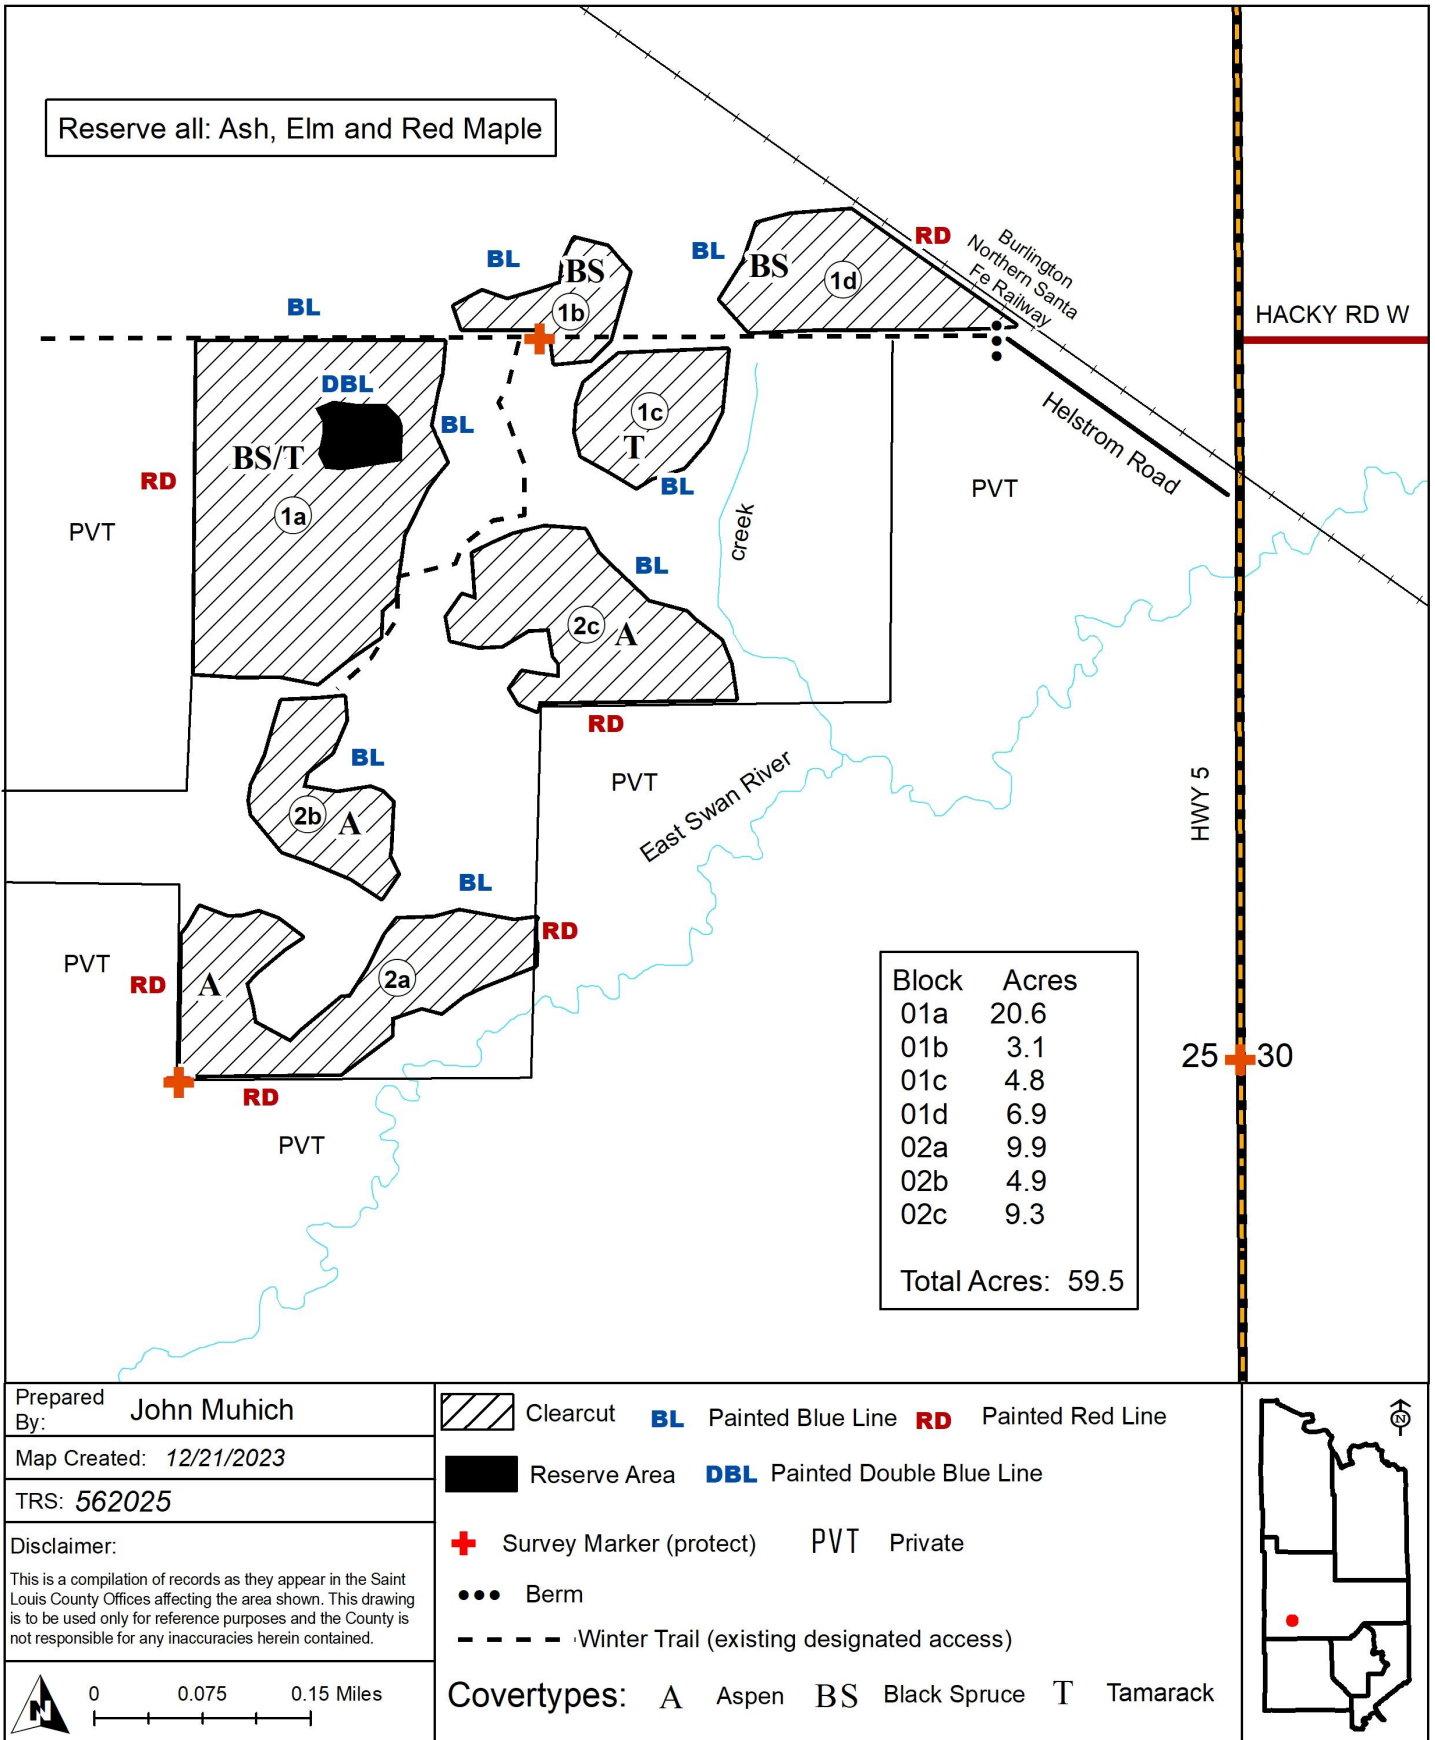 Reserve all: Ash, Elm and Red Maple
RD
Burlington
Northern Santa
Fe Railway
BL
BL
BS
BL
BS
1d
1b
BL
HACKY RD W
DBL
BL
1c
T
BS/T
RD
BL
Helstrom Road
PVT
PVT
1a
creek
BL
2c
A
RD
PVT
BL
East Swan River
HWY 5
2b
A
BL
RD
PVT
RD
A
2a
RD
PVT
25
30
Block Acres
01a 20.6
01b 3.1
01c 4.8
01d 6.9
02a 9.9
02b 4.9
02c 9.3
Total Acres: 59.5
Prepared
By:
John Muhich
Map Created: 12/21/2023
TRS: 562025
Disclaimer:
This is a compilation of records as they appear in the Saint
Louis County Offices affecting the area shown. This drawing
is to be used only for reference purposes and the County is
not responsible for any inaccuracies herein contained.
N
0 0.075 0.15 Miles
Clearcut
BL Painted Blue Line
RD Painted Red Line
Reserve Area
DBL Painted Double Blue Line
Survey Marker (protect)
PVT Private
Berm
Winter Trail (existing designated access)
Covertypes: A Aspen BS Black Spruce T Tamarack
N